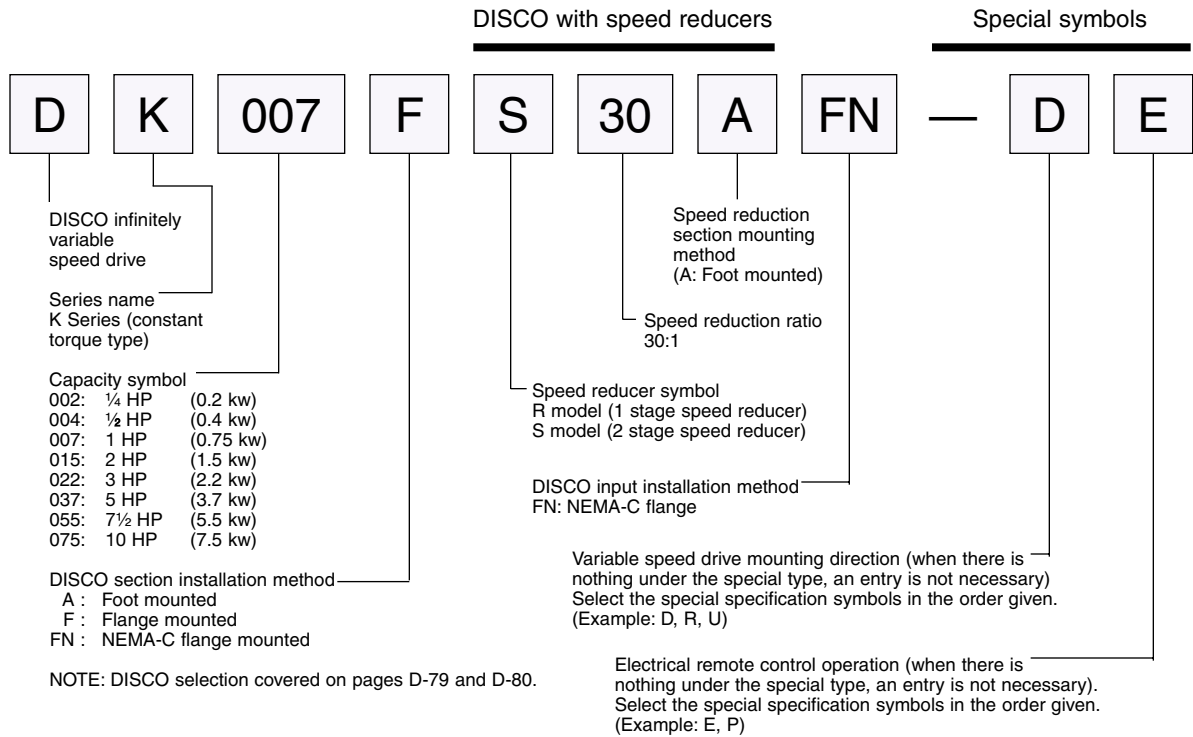 DISCO with speed reducers
Special symbols
D K 007 F S 30 A FN — D E
DISCO infinitely
variable
speed drive
Series name
K Series (constant
torque type)
Capacity symbol
002: ¼ HP (0.2 kw)
004: ½ HP (0.4 kw)
007: 1 HP (0.75 kw)
015: 2 HP (1.5 kw)
022: 3 HP (2.2 kw)
037: 5 HP (3.7 kw)
055: 7½ HP (5.5 kw)
075: 10 HP (7.5 kw)
DISCO section installation method
A : Foot mounted
F : Flange mounted
FN : NEMA-C flange mounted
NOTE: DISCO selection covered on pages D-79 and D-80.
Speed reduction
section mounting
method
(A: Foot mounted)
Speed reduction ratio
30:1
Speed reducer symbol
R model (1 stage speed reducer)
S model (2 stage speed reducer)
DISCO input installation method
FN: NEMA-C flange
Variable speed drive mounting direction (when there is
nothing under the special type, an entry is not necessary)
Select the special specification symbols in the order given.
(Example: D, R, U)
Electrical remote control operation (when there is
nothing under the special type, an entry is not necessary).
Select the special specification symbols in the order given.
(Example: E, P)